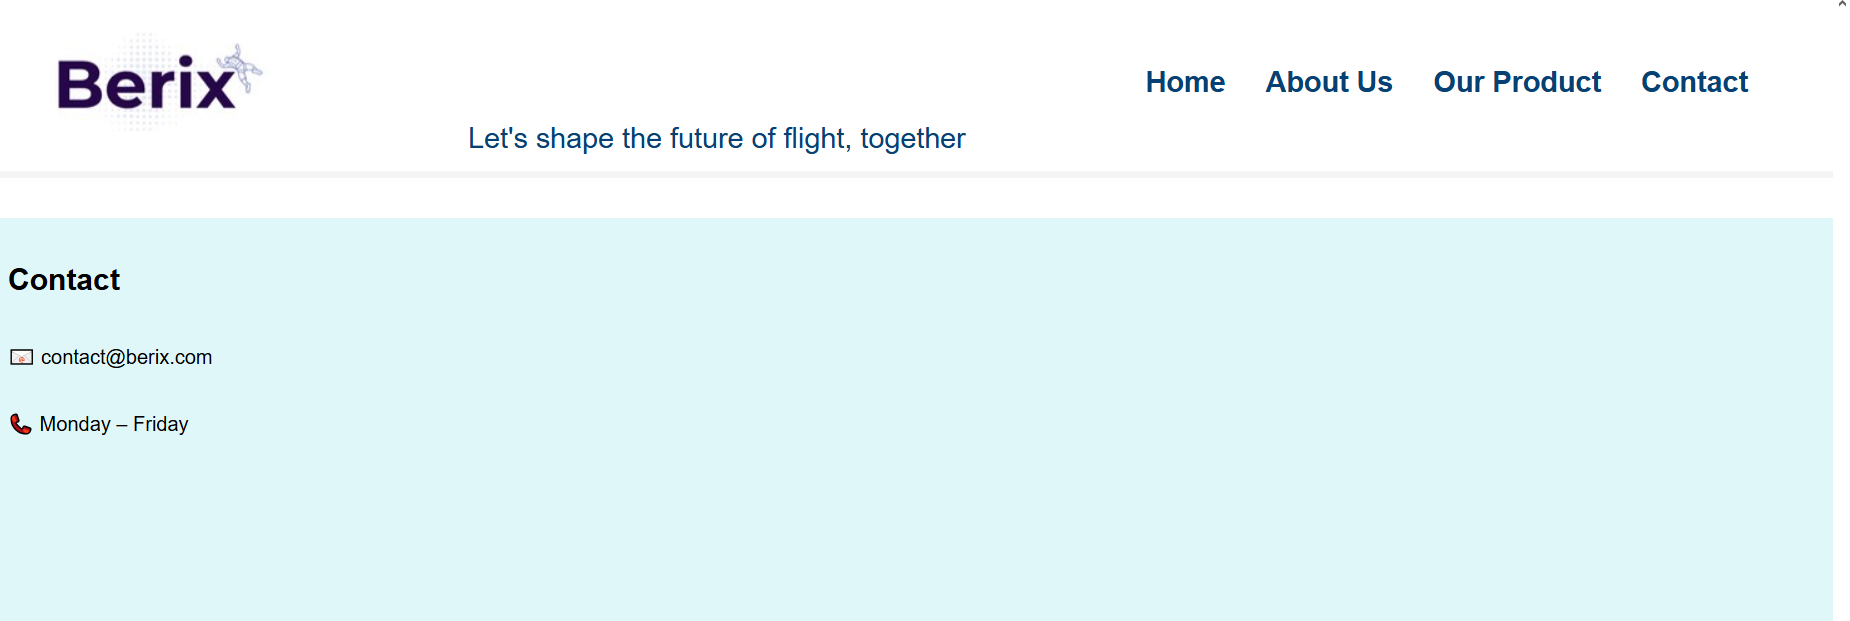 Berix
Home About Us Our Product Contact
Let's shape the future of flight, together
Contact
contact@berix.com
Monday – Friday